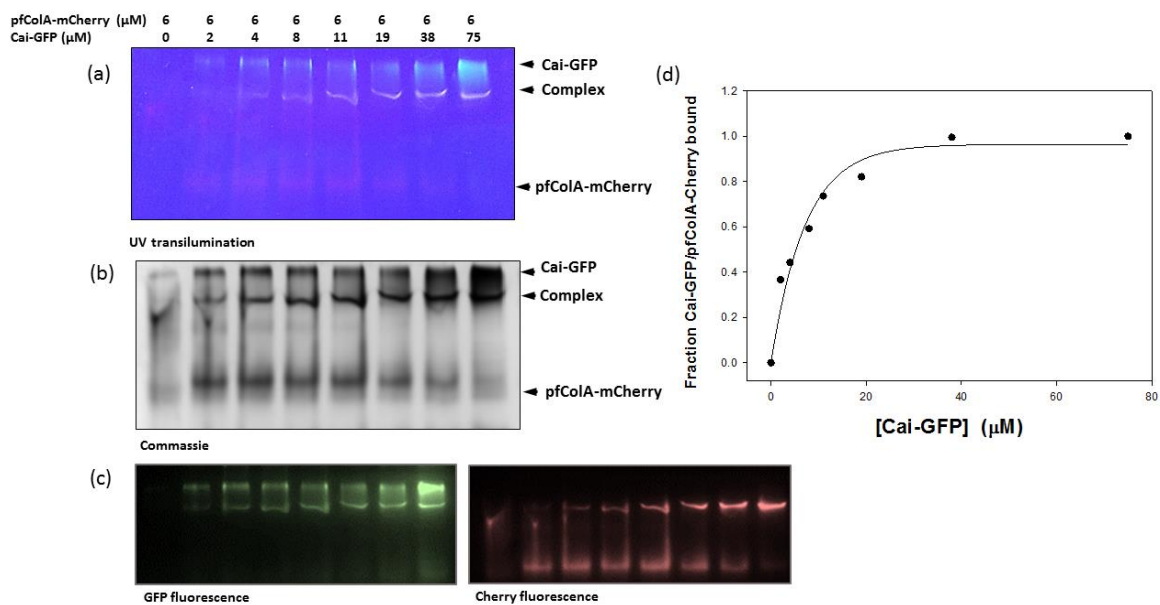 pfColA-mCherry (μM) 6 6 6 6 6 6 6 6
Cai-GFP (μM) 0 2 4 8 11 19 38 75
(a)
Cai-GFP
Complex
pfColA-mCherry
UV transilumination
(b)
Cai-GFP
Complex
pfColA-mCherry
Commassie
(c)
GFP fluorescence
Cherry fluorescence
(d)
Fraction Cai-GFP/pfColA-Cherry bound
1.2
1.0
0.8
0.6
0.4
0.2
0.0
0 20 40 60 80
[Cai-GFP] (μM)